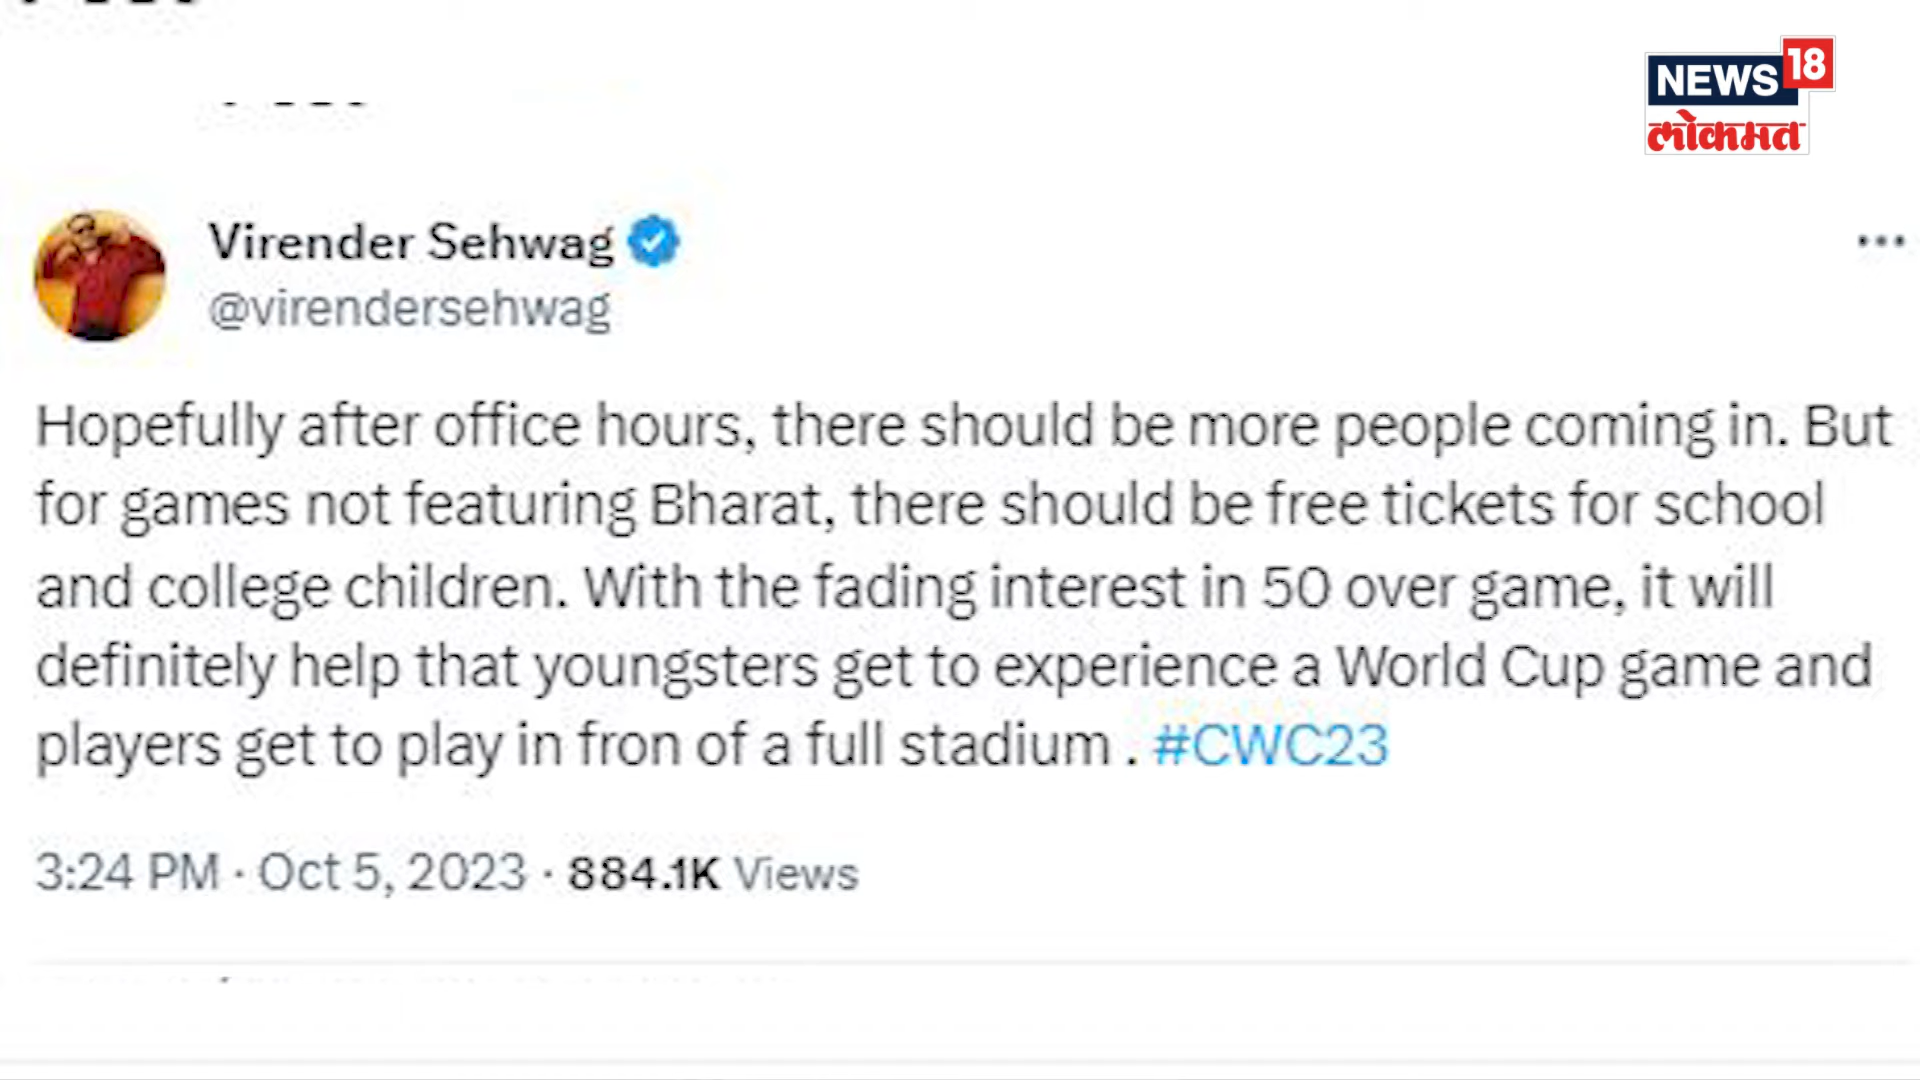 NEWS 18
लोकमत
Virender Sehwag
@virendersehwag
Hopefully after office hours, there should be more people coming in. But
for games not featuring Bharat, there should be free tickets for school
and college children. With the fading interest in 50 over game, it will
definitely help that youngsters get to experience a World Cup game and
players get to play in fron of a full stadium . #CWC23
3:24 PM · Oct 5, 2023 · 884.1K Views